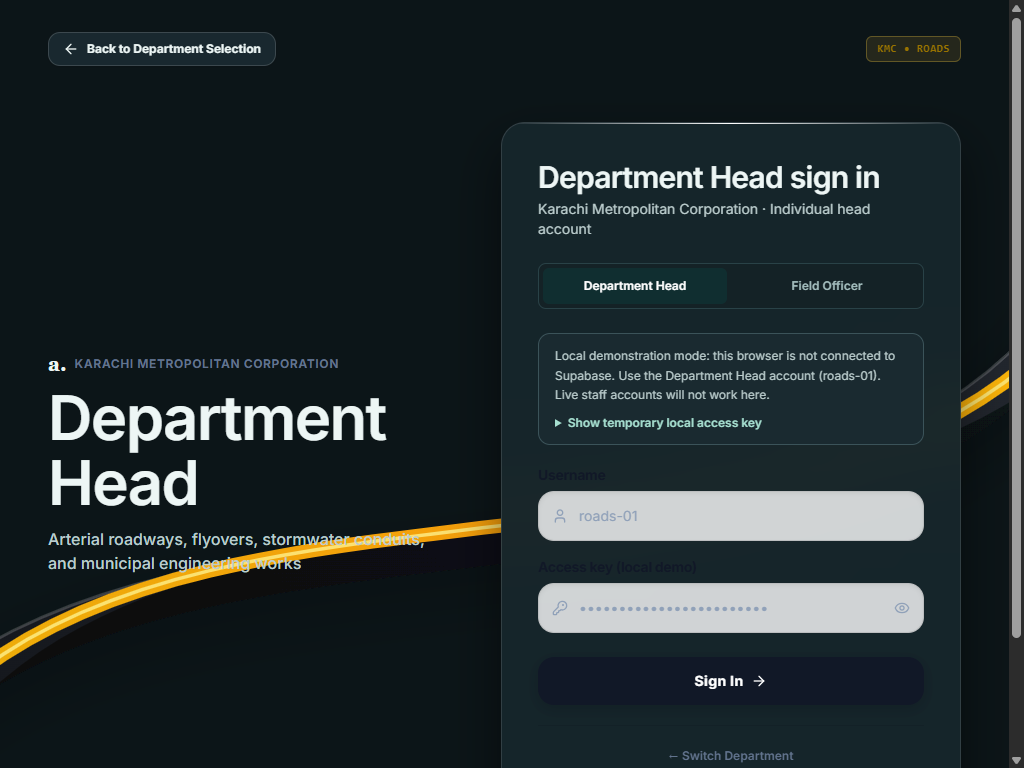 ← Back to Department Selection
KMC • ROADS
Department Head sign in
Karachi Metropolitan Corporation · Individual head
account
Department Head
Field Officer
Local demonstration mode: this browser is not connected to
Supabase. Use the Department Head account (roads-01).
Live staff accounts will not work here.
▶ Show temporary local access key
Username
roads-01
Access key (local demo)
•••••••••••••••••••••••
Sign In →
← Switch Department
a. KARACHI METROPOLITAN CORPORATION
Department
Head
Arterial roadways, flyovers, stormwater conduits,
and municipal engineering works